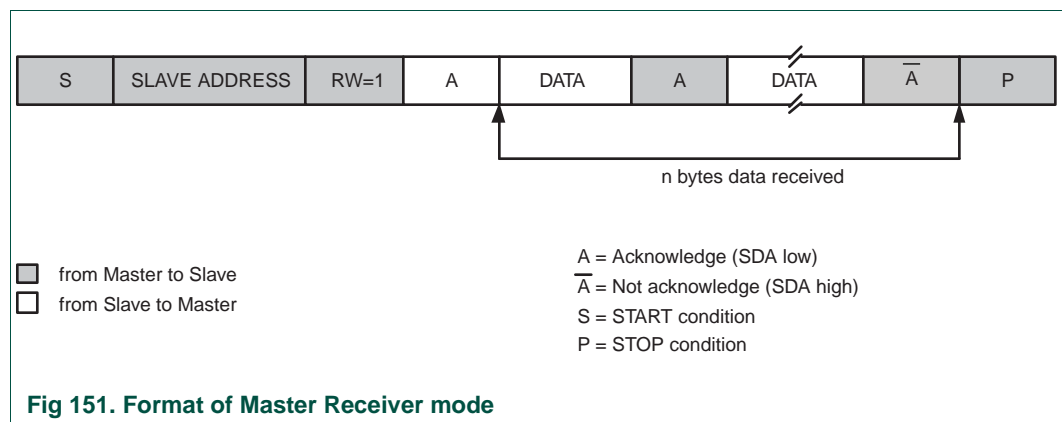 S SLAVE ADDRESS RW=1 A DATA A DATA A̅ P
n bytes data received
from Master to Slave
from Slave to Master
A = Acknowledge (SDA low)
A̅ = Not acknowledge (SDA high)
S = START condition
P = STOP condition
Fig 151. Format of Master Receiver mode